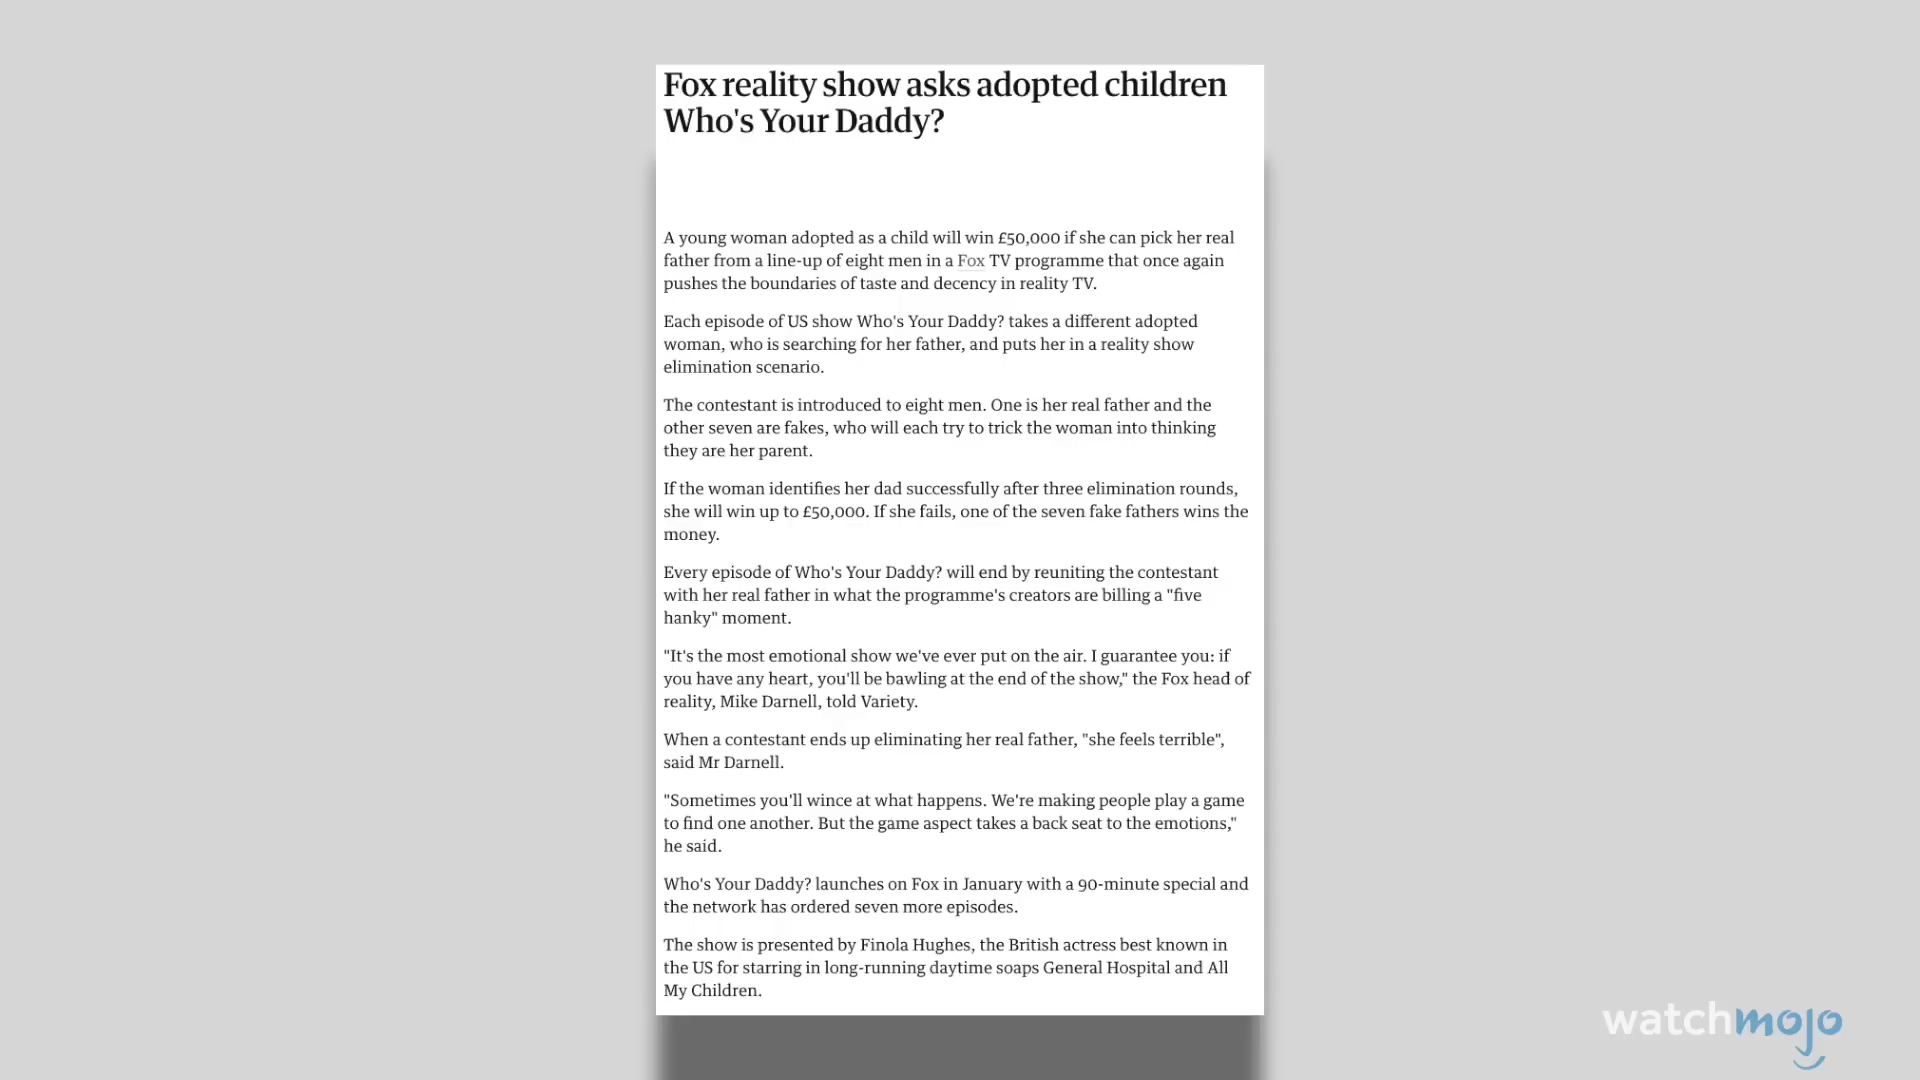 Fox reality show asks adopted children
Who's Your Daddy?
A young woman adopted as a child will win £50,000 if she can pick her real
father from a line-up of eight men in a Fox TV programme that once again
pushes the boundaries of taste and decency in reality TV.
Each episode of US show Who's Your Daddy? takes a different adopted
woman, who is searching for her father, and puts her in a reality show
elimination scenario.
The contestant is introduced to eight men. One is her real father and the
other seven are fakes, who will each try to trick the woman into thinking
they are her parent.
If the woman identifies her dad successfully after three elimination rounds,
she will win up to £50,000. If she fails, one of the seven fake fathers wins the
money.
Every episode of Who's Your Daddy? will end by reuniting the contestant
with her real father in what the programme's creators are billing a "five
hanky" moment.
"It's the most emotional show we've ever put on the air. I guarantee you: if
you have any heart, you'll be bawling at the end of the show," the Fox head of
reality, Mike Darnell, told Variety.
When a contestant ends up eliminating her real father, "she feels terrible",
said Mr Darnell.
"Sometimes you'll wince at what happens. We're making people play a game
to find one another. But the game aspect takes a back seat to the emotions,"
he said.
Who's Your Daddy? launches on Fox in January with a 90-minute special and
the network has ordered seven more episodes.
The show is presented by Finola Hughes, the British actress best known in
the US for starring in long-running daytime soaps General Hospital and All
My Children.
watchmojo